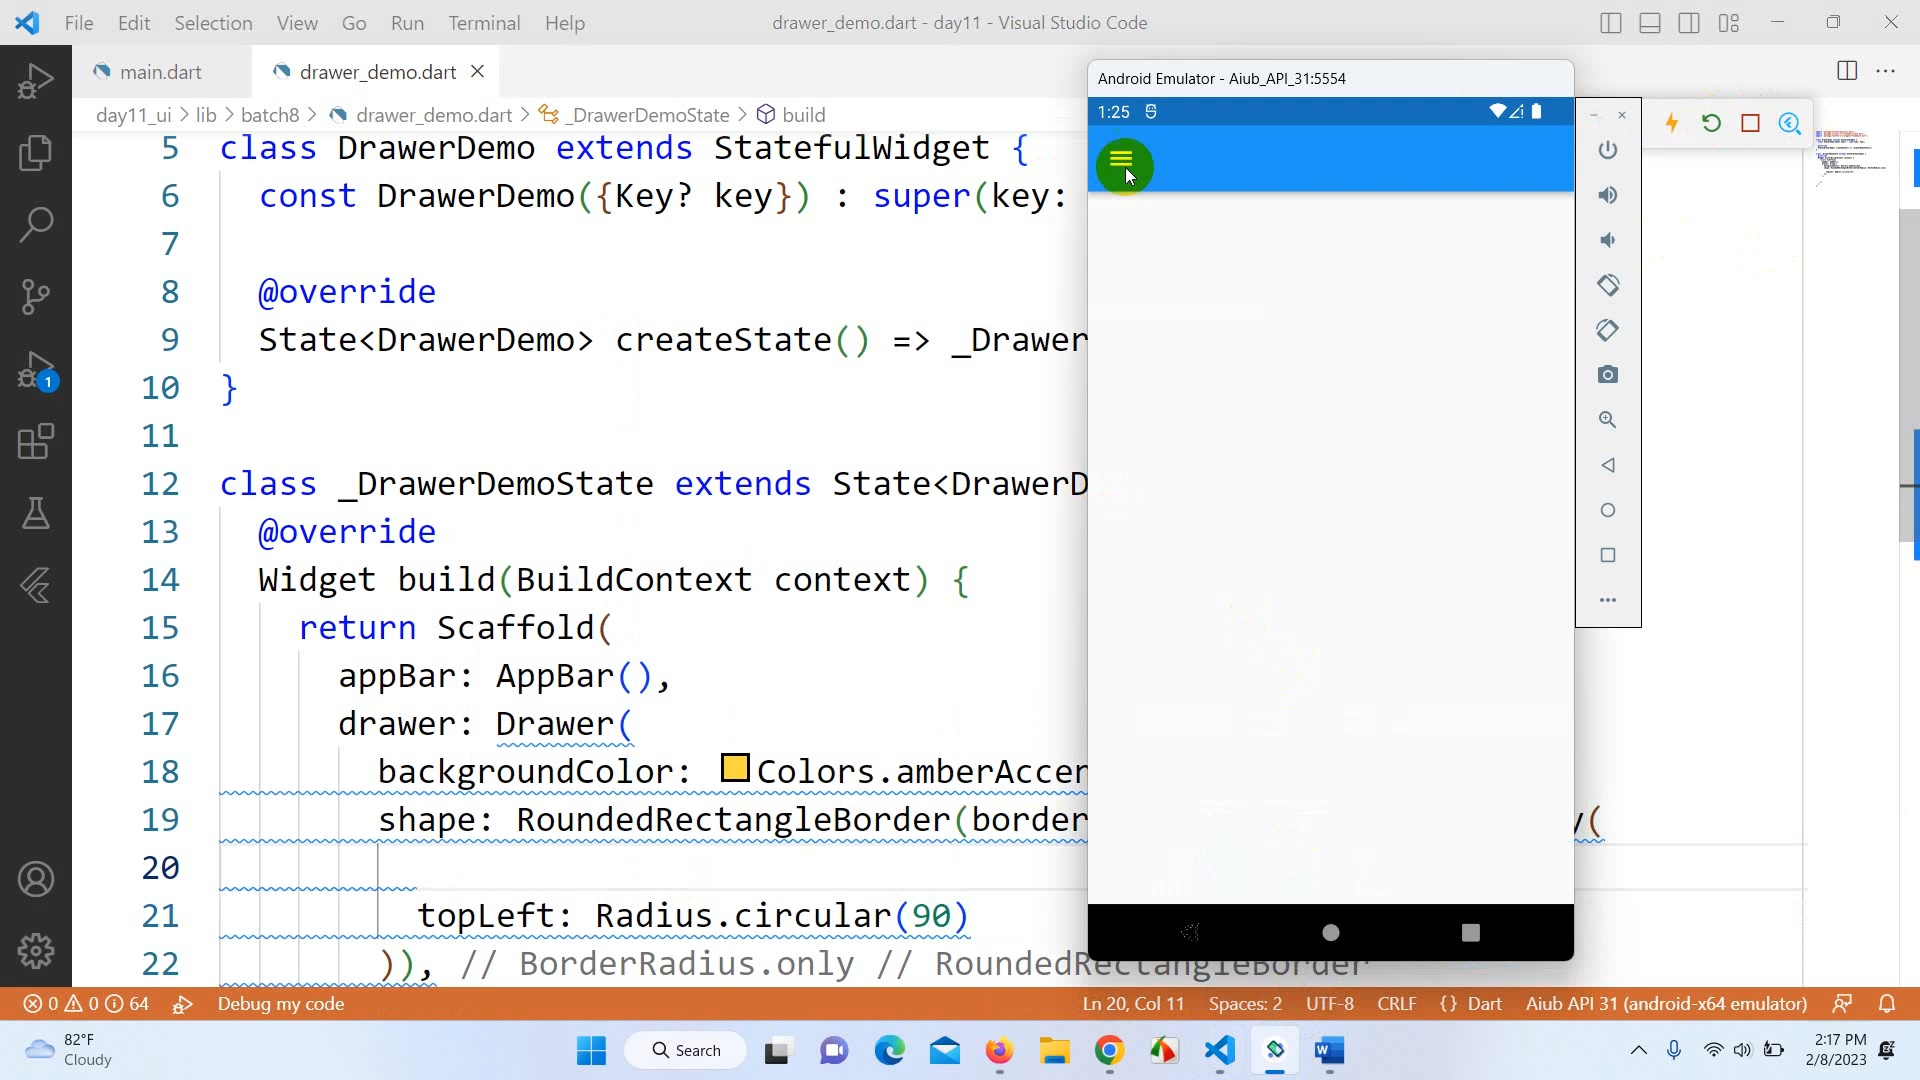 File Edit Selection View Go Run Terminal Help
drawer_demo.dart - day11 - Visual Studio Code
main.dart
drawer_demo.dart
day11_ui > lib > batch8 > drawer_demo.dart > _DrawerDemoState > build
5 class DrawerDemo extends StatefulWidget {
6 const DrawerDemo({Key? key}) : super(key:
7
8 @override
9 State<DrawerDemo> createState() => _Drawer
10 }
11
12 class _DrawerDemoState extends State<DrawerD
13 @override
14 Widget build(BuildContext context) {
15 return Scaffold(
16 appBar: AppBar(),
17 drawer: Drawer(
18 backgroundColor: Colors.amberAccen
19 shape: RoundedRectangleBorder(border
20
21 topLeft: Radius.circular(90)
22 )), // BorderRadius.only // RoundedRectangleBorder
Android Emulator - Aiub_API_31:5554
1:25
0 0 64 Debug my code
Ln 20, Col 11 Spaces: 2 UTF-8 CRLF {} Dart Aiub API 31 (android-x64 emulator)
1
82°F
Cloudy
Search
2:17 PM
2/8/2023